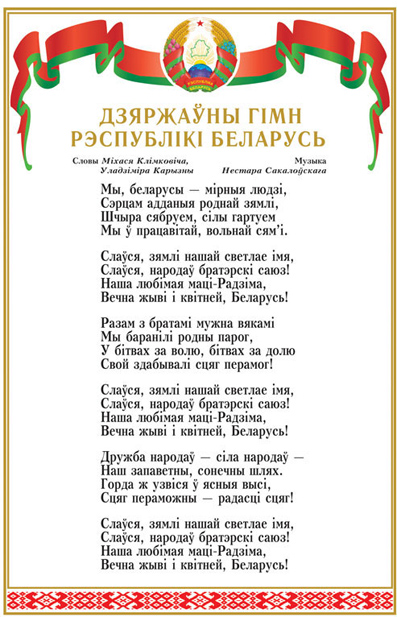 ДЗЯРЖАЎНЫ ГІМН
РЭСПУБЛІКІ БЕЛАРУСЬ
Словы Міхася Клімковіча,
Уладзіміра Карызны
Музыка
Нестара Сакалоўскага
Мы, беларусы — мірныя людзі,
Сэрцам адданыя роднай зямлі,
Шчыра сябруем, сілы гартуем
Мы ў працавітай, вольнай сям’і.
Слаўся, зямлі нашай светлае імя,
Слаўся, народаў братэрскі саюз!
Наша любімая маці-Радзіма,
Вечна жыві і квітней, Беларусь!
Разам з братамі мужна вякамі
Мы баранілі родны парог,
У бітвах за волю, бітвах за долю
Свой здабывалі сцяг перамог!
Слаўся, зямлі нашай светлае імя,
Слаўся, народаў братэрскі саюз!
Наша любімая маці-Радзіма,
Вечна жыві і квітней, Беларусь!
Дружба народаў — сіла народаў —
Наш запаветны, сонечны шлях.
Горда ж узвіся ў ясныя высі,
Сцяг пераможны — радасці сцяг!
Слаўся, зямлі нашай светлае імя,
Слаўся, народаў братэрскі саюз!
Наша любімая маці-Радзіма,
Вечна жыві і квітней, Беларусь!